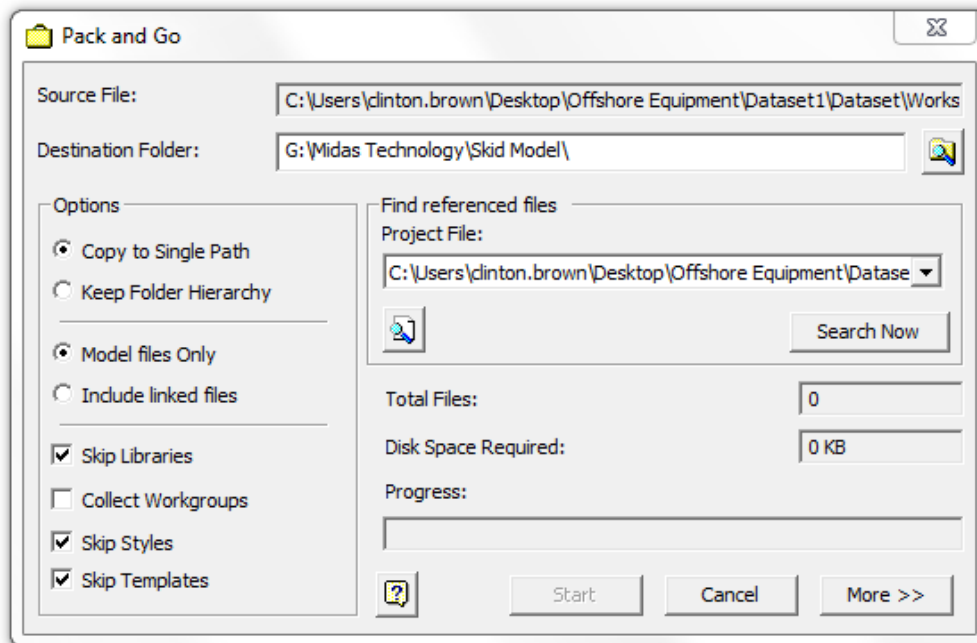 Pack and Go
Source File:
C:\Users\clinton.brown\Desktop\Offshore Equipment\Dataset1\Dataset\Works
Destination Folder:
G:\Midas Technology\Skid Model\
Options
Copy to Single Path
Keep Folder Hierarchy
Model files Only
Include linked files
Skip Libraries
Collect Workgroups
Skip Styles
Skip Templates
Find referenced files
Project File:
C:\Users\clinton.brown\Desktop\Offshore Equipment\Datase
Search Now
Total Files:
0
Disk Space Required:
0 KB
Progress:
Start
Cancel
More >>